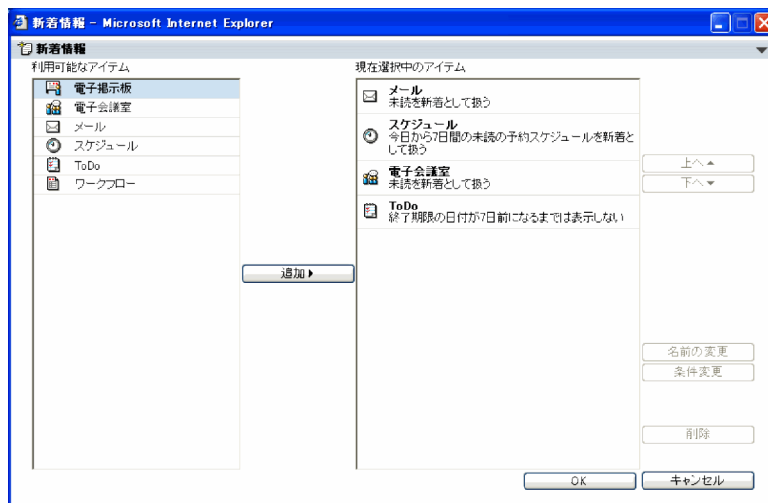 新着情報 - Microsoft Internet Explorer
新着情報
利用可能なアイテム
電子掲示板
電子会議室
メール
スケジュール
ToDo
ワークフロー
追加
現在選択中のアイテム
メール
未読を新着として扱う
スケジュール
今日から7日間の未読の予約スケジュールを新着と
して扱う
電子会議室
未読を新着として扱う
ToDo
終了期限の日付が7日前になるまでは表示しない
上へ
下へ
名前の変更
条件変更
削除
OK
キャンセル